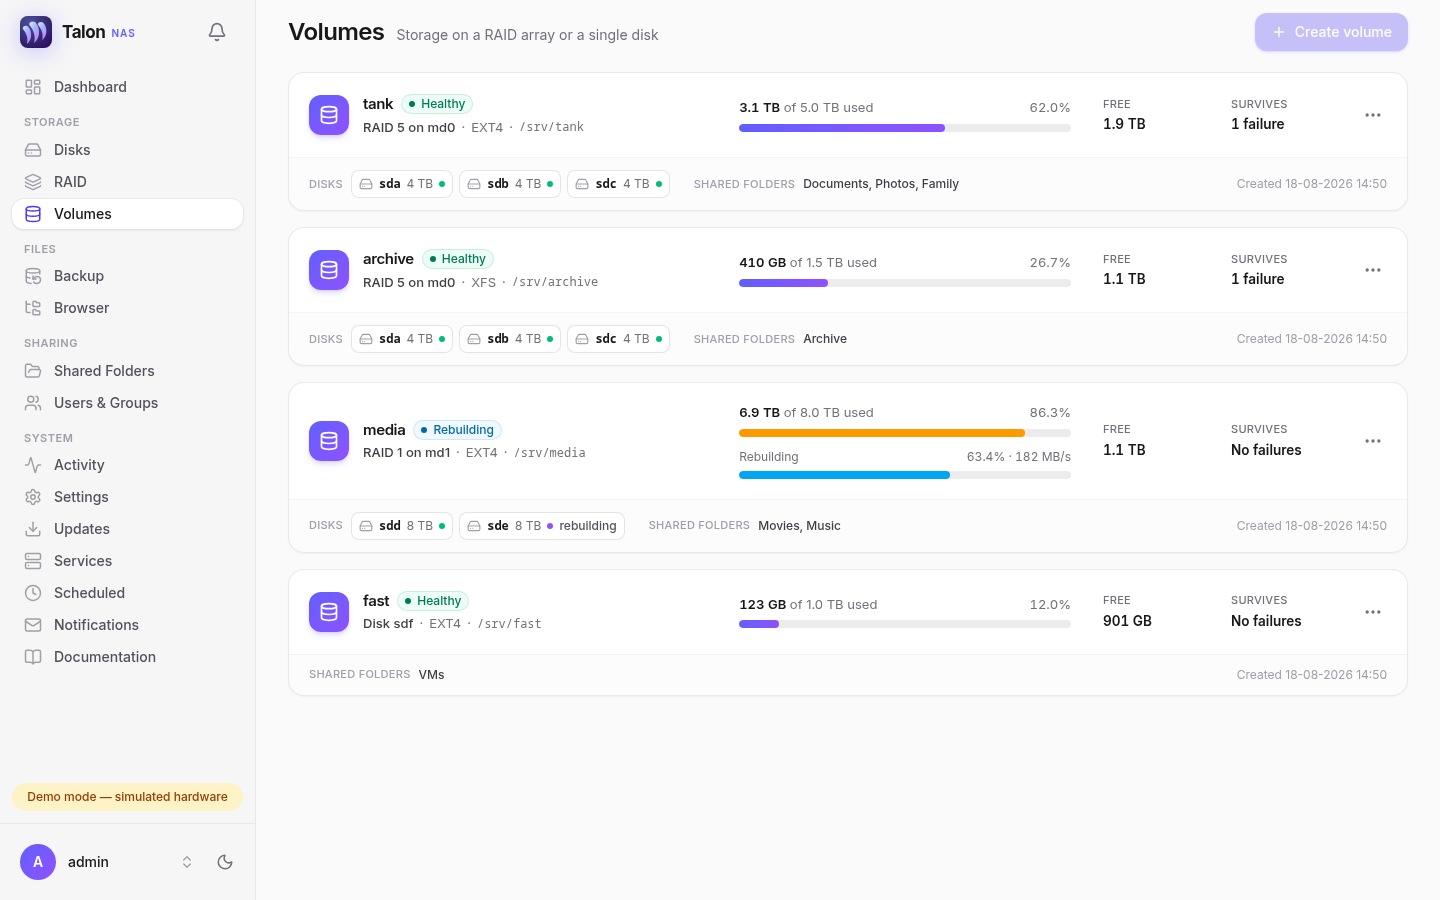 Talon NAS
Dashboard
STORAGE
Disks
RAID
Volumes
FILES
Backup
Browser
SHARING
Shared Folders
Users & Groups
SYSTEM
Activity
Settings
Updates
Services
Scheduled
Notifications
Documentation
Demo mode — simulated hardware
A admin
Volumes Storage on a RAID array or a single disk
+ Create volume
tank Healthy
RAID 5 on md0 · EXT4 · /srv/tank
3.1 TB of 5.0 TB used 62.0%
FREE
1.9 TB
SURVIVES
1 failure
DISKS sda 4 TB sdb 4 TB sdc 4 TB SHARED FOLDERS Documents, Photos, Family Created 18-08-2026 14:50
archive Healthy
RAID 5 on md0 · XFS · /srv/archive
410 GB of 1.5 TB used 26.7%
FREE
1.1 TB
SURVIVES
1 failure
DISKS sda 4 TB sdb 4 TB sdc 4 TB SHARED FOLDERS Archive Created 18-08-2026 14:50
media Rebuilding
RAID 1 on md1 · EXT4 · /srv/media
6.9 TB of 8.0 TB used 86.3%
Rebuilding 63.4% · 182 MB/s
FREE
1.1 TB
SURVIVES
No failures
DISKS sdd 8 TB sde 8 TB rebuilding SHARED FOLDERS Movies, Music Created 18-08-2026 14:50
fast Healthy
Disk sdf · EXT4 · /srv/fast
123 GB of 1.0 TB used 12.0%
FREE
901 GB
SURVIVES
No failures
SHARED FOLDERS VMs Created 18-08-2026 14:50